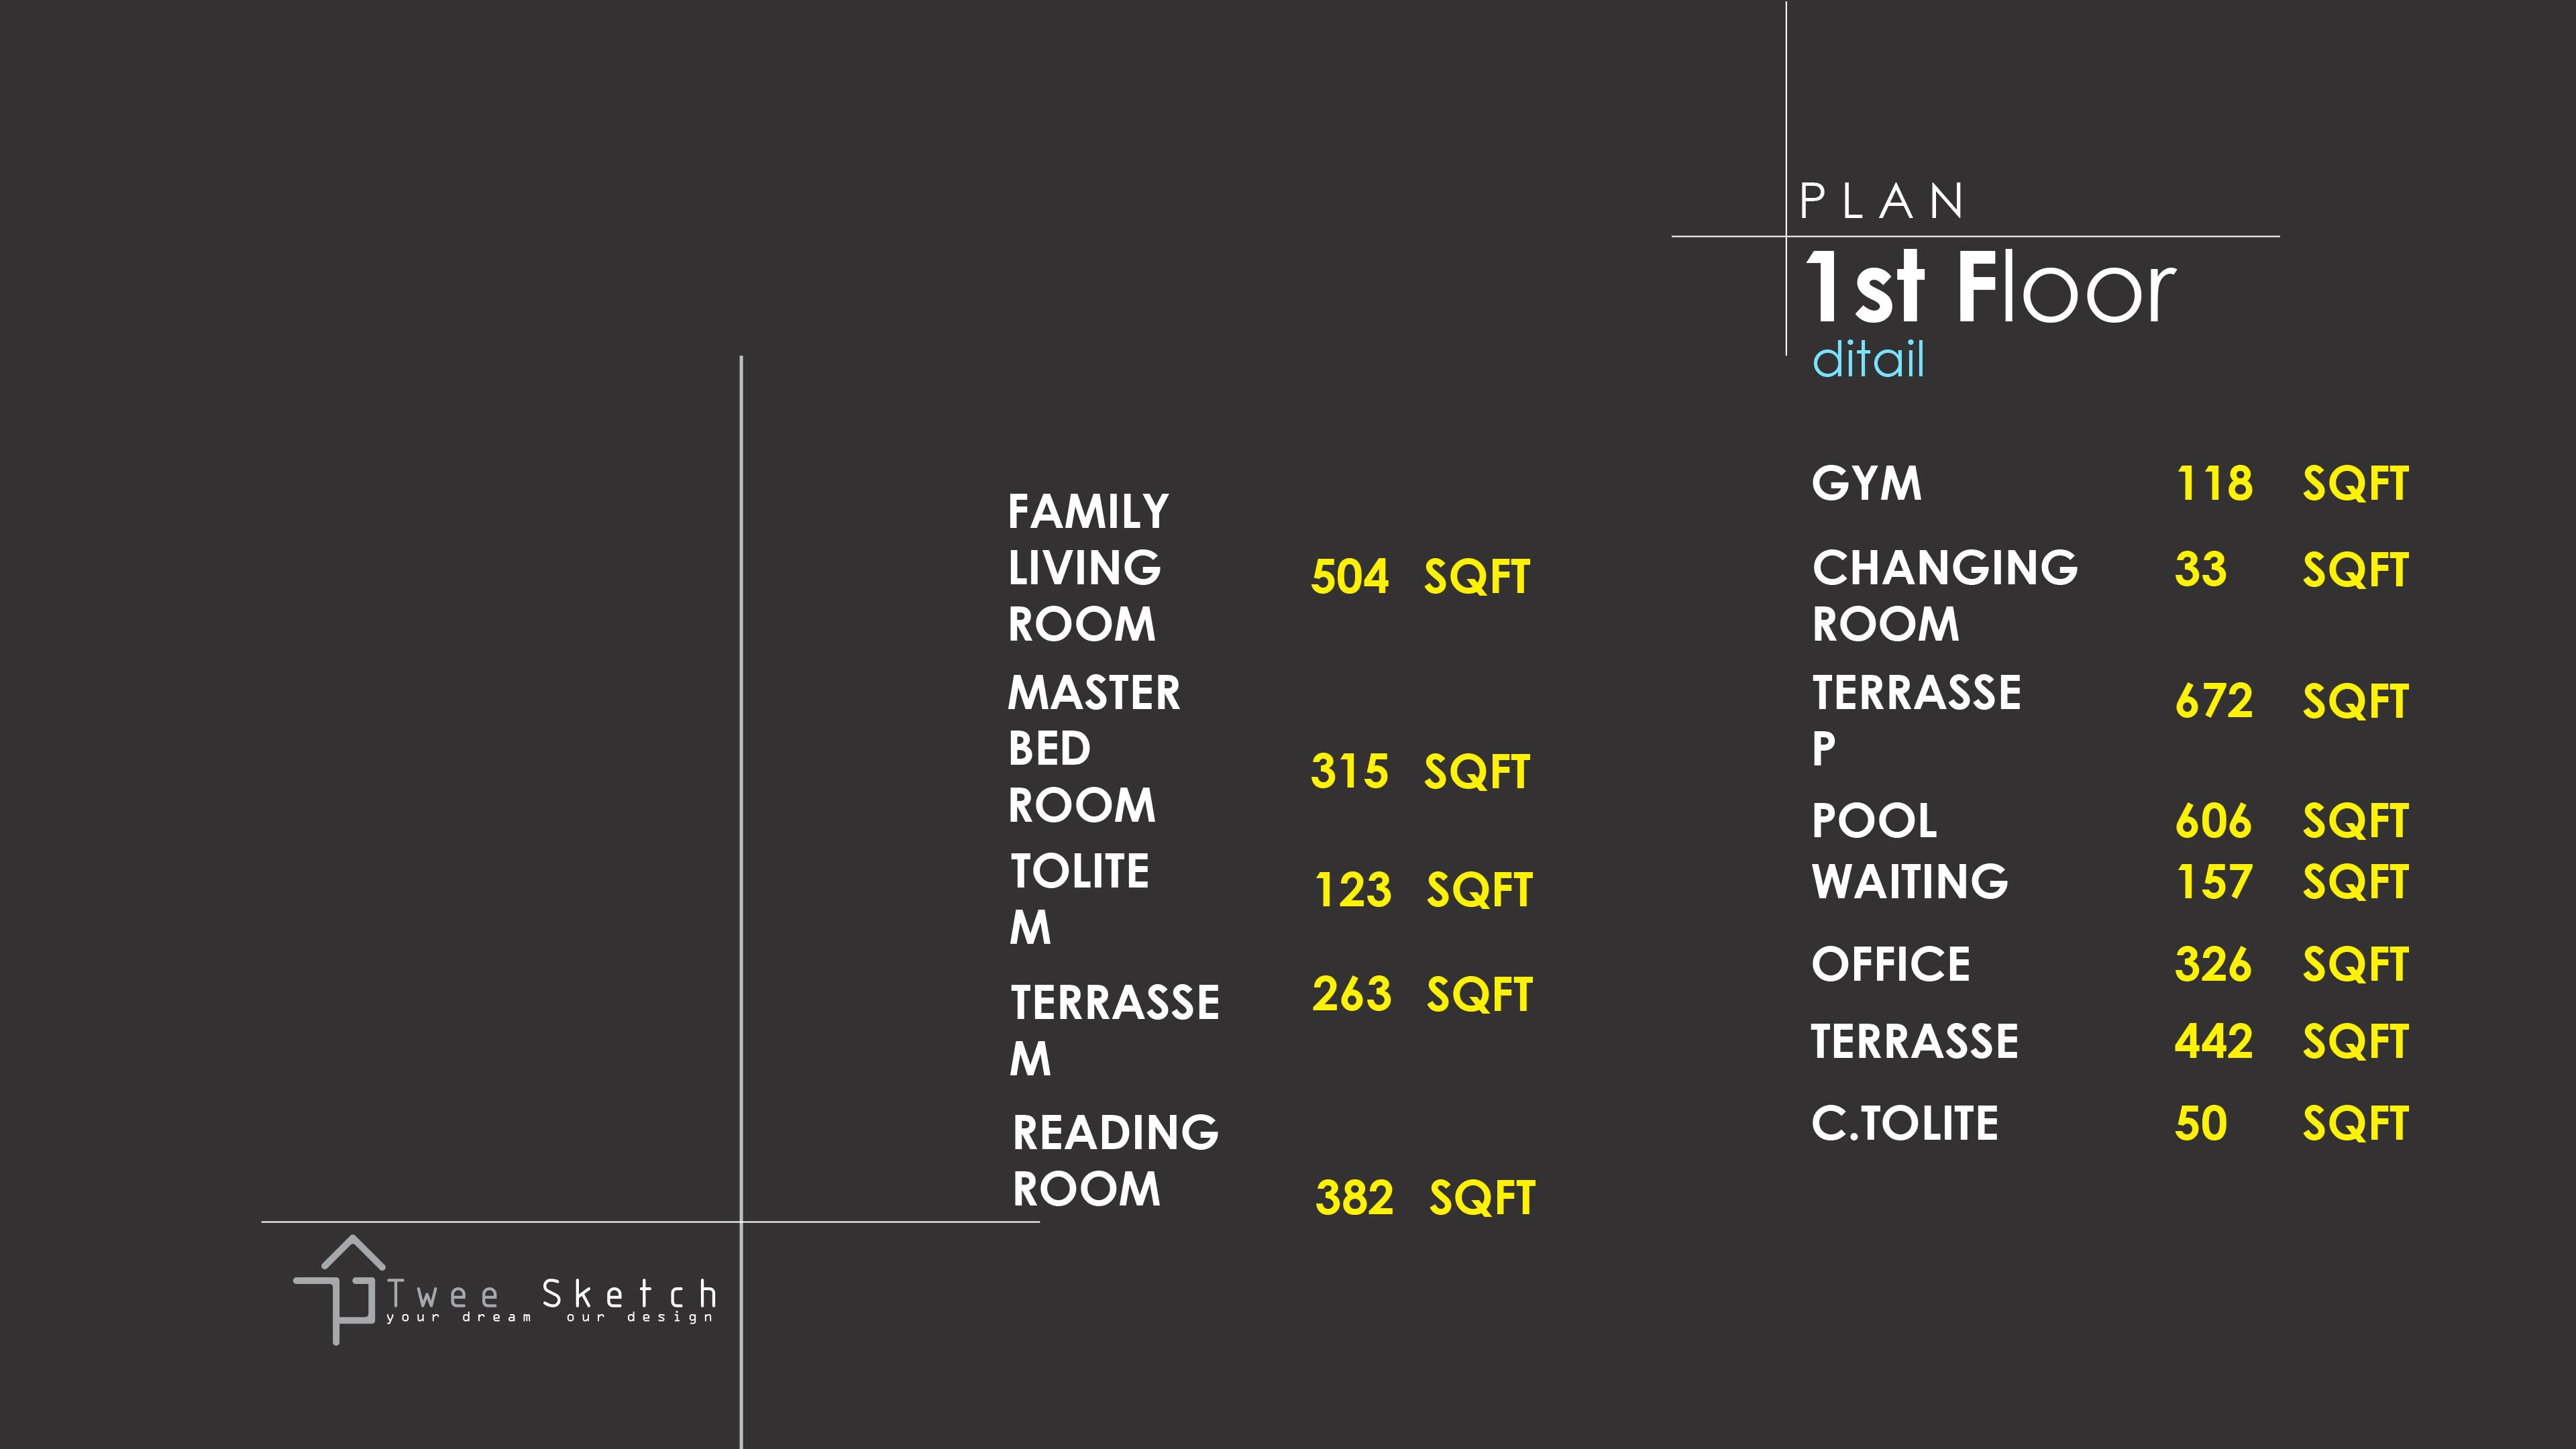 PLAN
1st Floor
ditail
FAMILY
LIVING
ROOM
504 SQFT
MASTER
BED
ROOM
315 SQFT
TOLITE
M
123 SQFT
TERRASSE
M
263 SQFT
READING
ROOM
382 SQFT
GYM 118 SQFT
CHANGING
ROOM
33 SQFT
TERRASSE
P
672 SQFT
POOL 606 SQFT
WAITING 157 SQFT
OFFICE 326 SQFT
TERRASSE 442 SQFT
C.TOLITE 50 SQFT
Twee Sketch
your dream our design